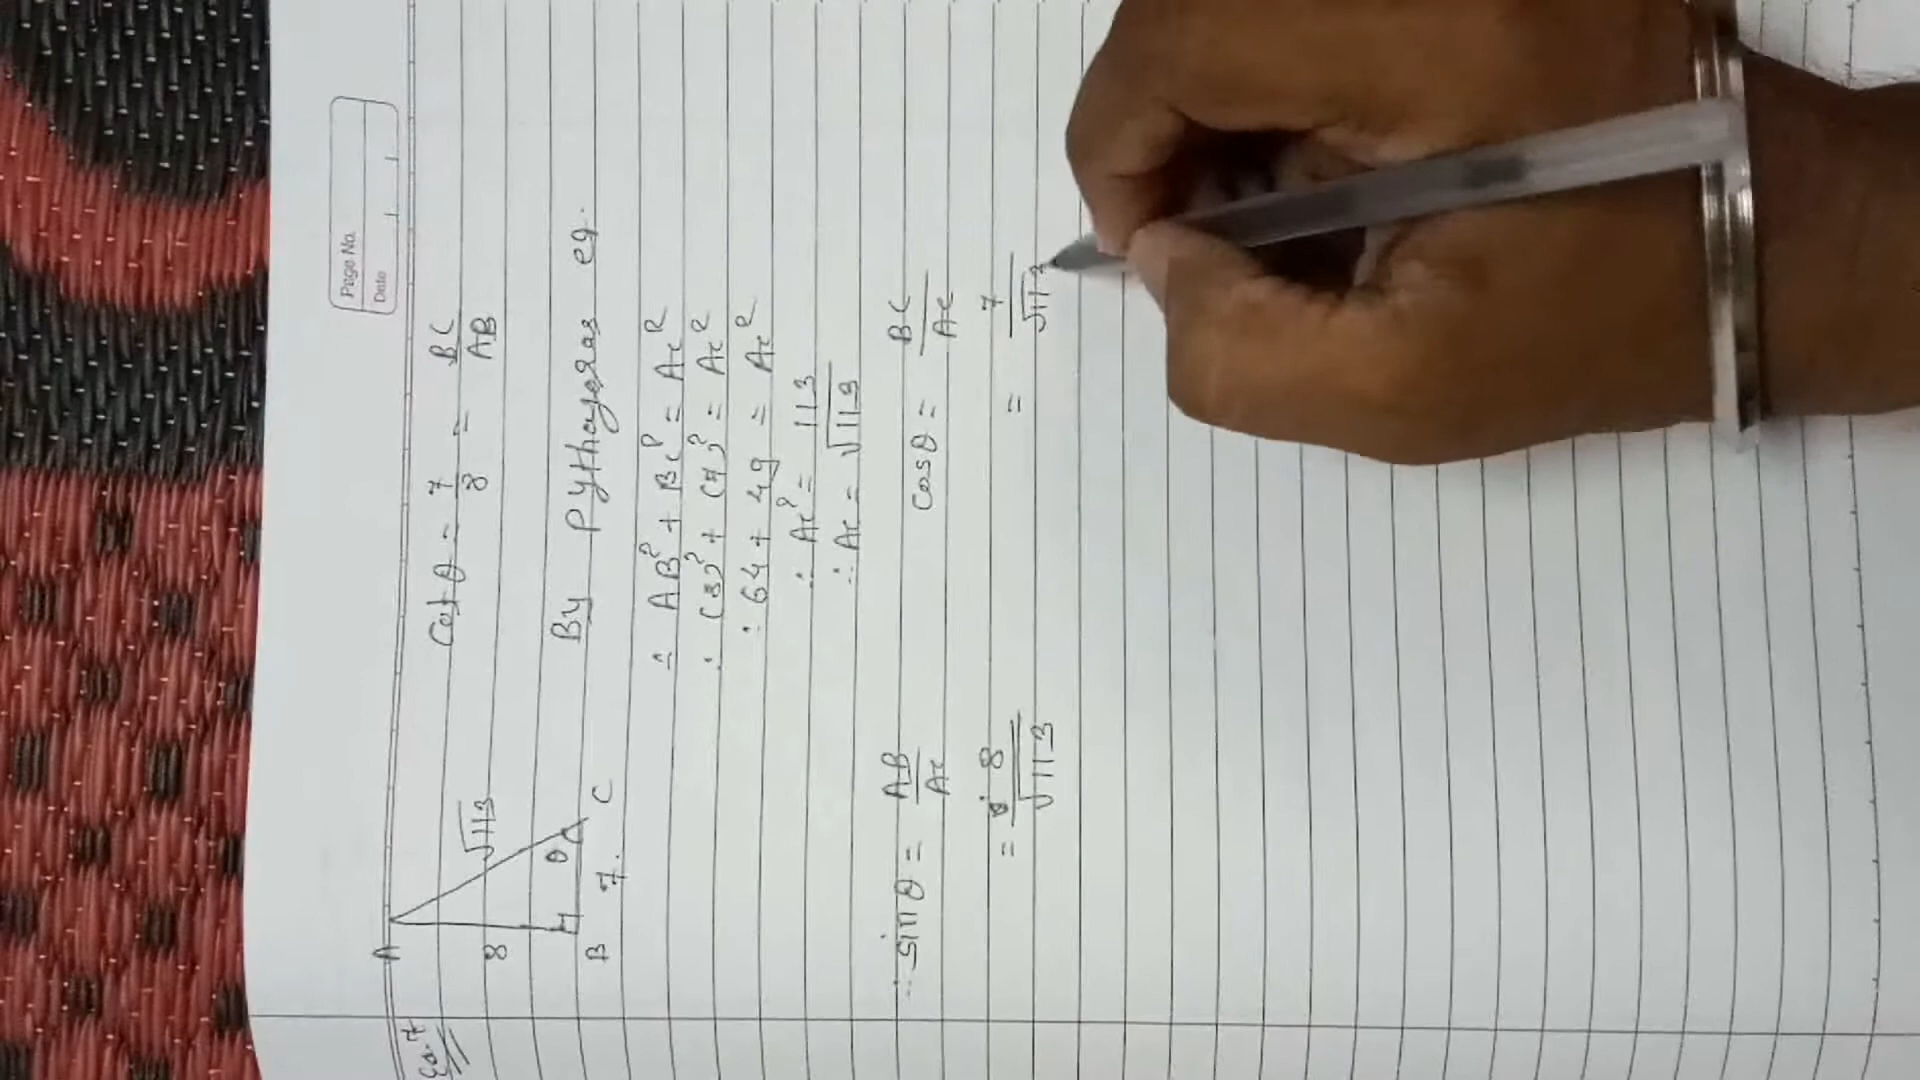 Page No.
Date
Ex.7
A
8
√113
θ
B 7. C
cot θ = 7/8 = BC/AB
By Pythagoras eq.
∴ AB² + BC² = AC²
∴ (8)² + (7)² = AC²
∴ 64 + 49 = AC²
∴ AC² = 113
∴ AC = √113
∴ sin θ = AB/AC cos θ = BC/AC
= 8/√113 = 7/√113